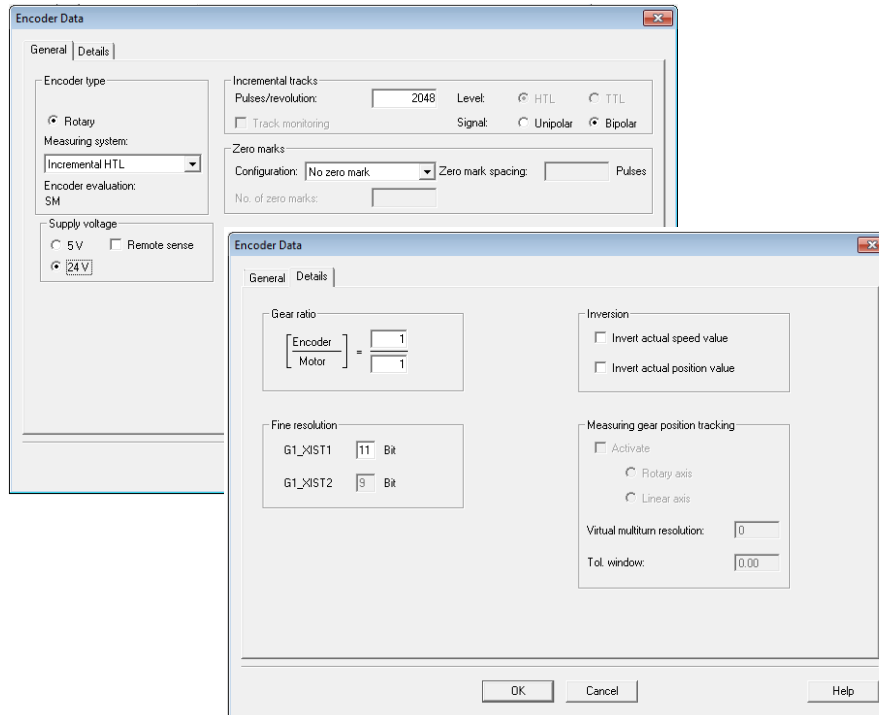 Encoder Data
General Details
Encoder type
Rotary
Measuring system:
Incremental HTL
Encoder evaluation:
SM
Incremental tracks
Pulses/revolution: 2048 Level: HTL TTL
Track monitoring Signal: Unipolar Bipolar
Zero marks
Configuration: No zero mark Zero mark spacing: Pulses
No. of zero marks:
Supply voltage
5 V Remote sense
24 V
Encoder Data
General Details
Gear ratio
Encoder = 1
Motor 1
Inversion
Invert actual speed value
Invert actual position value
Fine resolution
G1_XIST1 11 Bit
G1_XIST2 9 Bit
Measuring gear position tracking
Activate
Rotary axis
Linear axis
Virtual multiturn resolution: 0
Tol. window: 0.00
OK Cancel Help